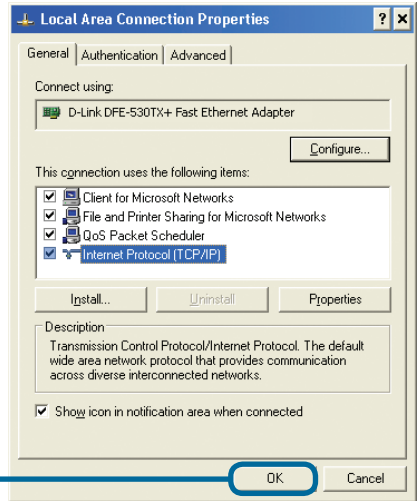 Local Area Connection Properties
General Authentication Advanced
Connect using:
D-Link DFE-530TX+ Fast Ethernet Adapter
Configure...
This connection uses the following items:
Client for Microsoft Networks
File and Printer Sharing for Microsoft Networks
QoS Packet Scheduler
Internet Protocol (TCP/IP)
Install... Uninstall Properties
Description
Transmission Control Protocol/Internet Protocol. The default
wide area network protocol that provides communication
across diverse interconnected networks.
Show icon in notification area when connected
OK Cancel